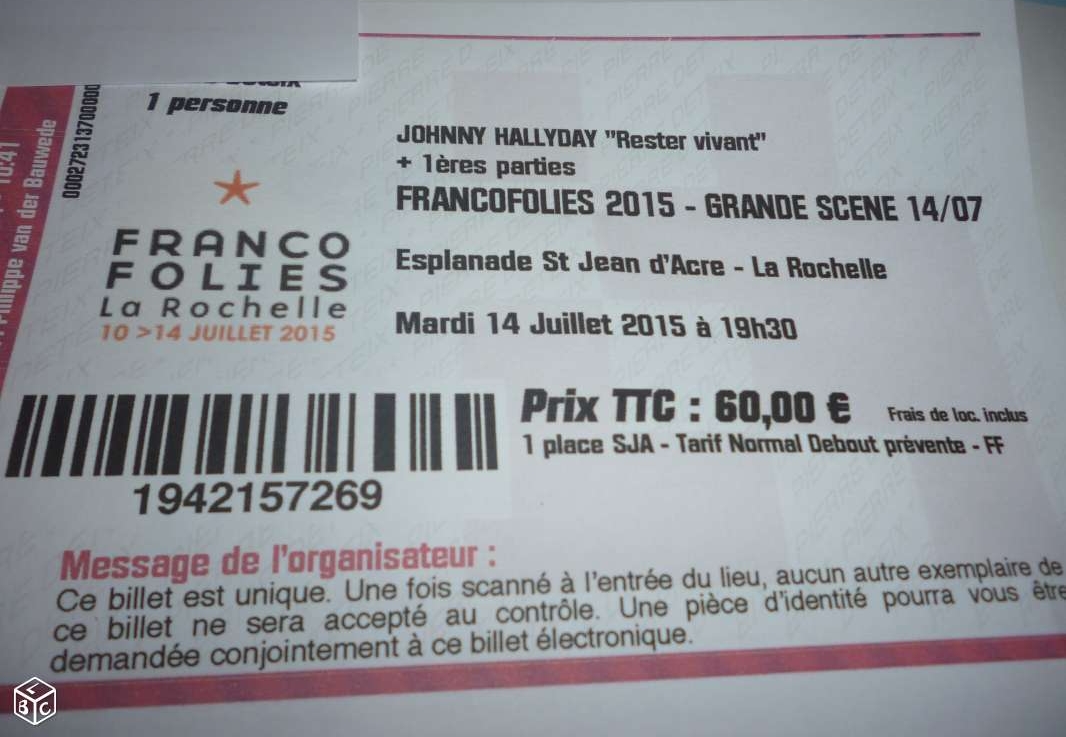 1 personne
JOHNNY HALLYDAY "Rester vivant"
+ 1ères parties
FRANCOFOLIES 2015 - GRANDE SCENE 14/07
Esplanade St Jean d'Acre - La Rochelle
Mardi 14 Juillet 2015 à 19h30
FRANCO
FOLIES
La Rochelle
10 >14 JUILLET 2015
Prix TTC : 60,00 € Frais de loc. inclus
1 place SJA - Tarif Normal Debout prévente - FF
1942157269
Message de l'organisateur :
Ce billet est unique. Une fois scanné à l'entrée du lieu, aucun autre exemplaire de
ce billet ne sera accepté au contrôle. Une pièce d'identité pourra vous être
demandée conjointement à ce billet électronique.
van der Bauwede
10:41
LBC